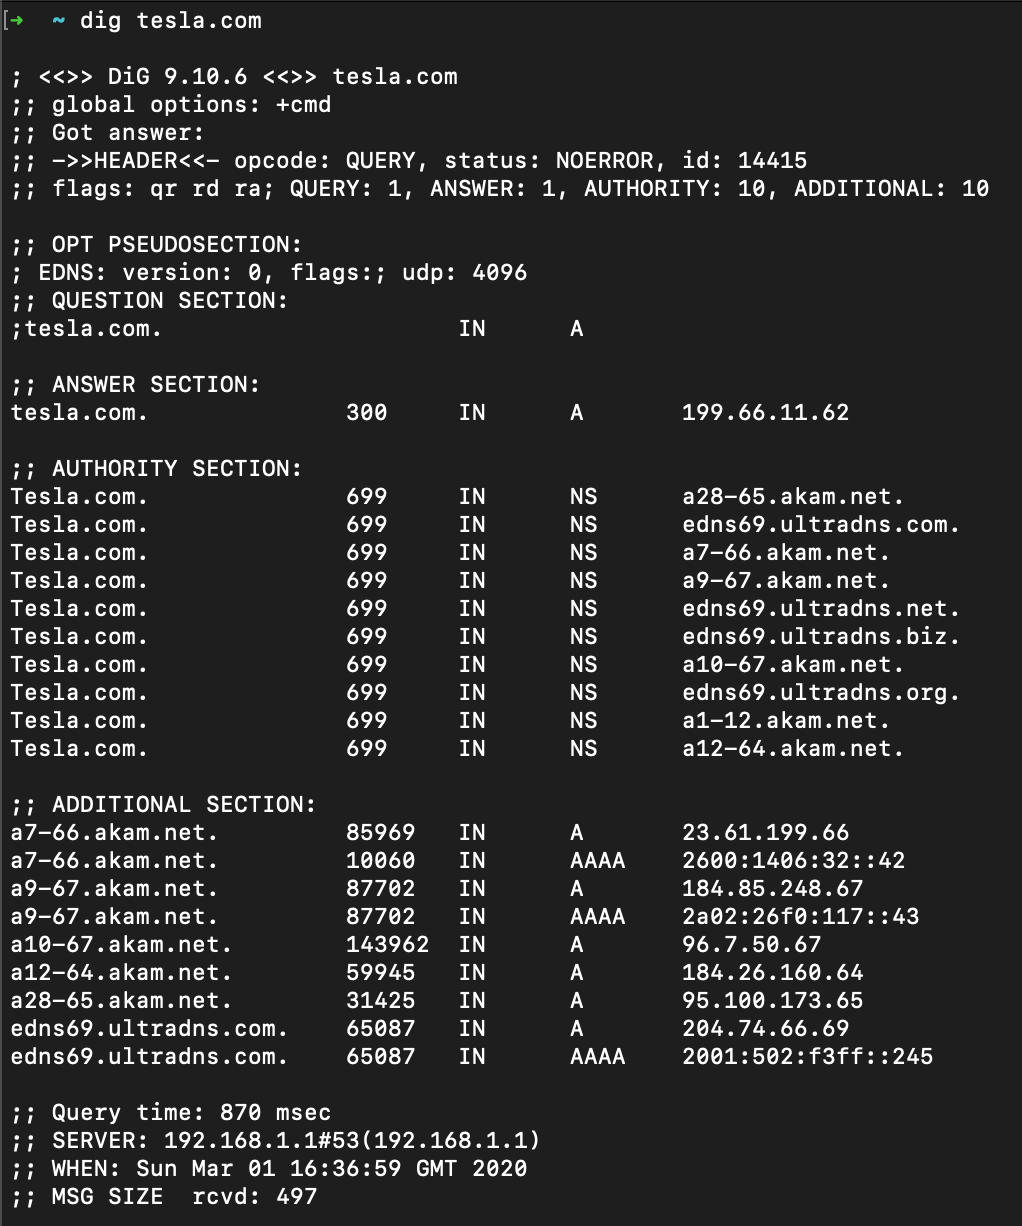 [➜  ~ dig tesla.com

; <<>> DiG 9.10.6 <<>> tesla.com
;; global options: +cmd
;; Got answer:
;; ->>HEADER<<- opcode: QUERY, status: NOERROR, id: 14415
;; flags: qr rd ra; QUERY: 1, ANSWER: 1, AUTHORITY: 10, ADDITIONAL: 10

;; OPT PSEUDOSECTION:
; EDNS: version: 0, flags:; udp: 4096
;; QUESTION SECTION:
;tesla.com.			IN	A

;; ANSWER SECTION:
tesla.com.		300	IN	A	199.66.11.62

;; AUTHORITY SECTION:
Tesla.com.		699	IN	NS	a28-65.akam.net.
Tesla.com.		699	IN	NS	edns69.ultradns.com.
Tesla.com.		699	IN	NS	a7-66.akam.net.
Tesla.com.		699	IN	NS	a9-67.akam.net.
Tesla.com.		699	IN	NS	edns69.ultradns.net.
Tesla.com.		699	IN	NS	edns69.ultradns.biz.
Tesla.com.		699	IN	NS	a10-67.akam.net.
Tesla.com.		699	IN	NS	edns69.ultradns.org.
Tesla.com.		699	IN	NS	a1-12.akam.net.
Tesla.com.		699	IN	NS	a12-64.akam.net.

;; ADDITIONAL SECTION:
a7-66.akam.net.		85969	IN	A	23.61.199.66
a7-66.akam.net.		10060	IN	AAAA	2600:1406:32::42
a9-67.akam.net.		87702	IN	A	184.85.248.67
a9-67.akam.net.		87702	IN	AAAA	2a02:26f0:117::43
a10-67.akam.net.	143962	IN	A	96.7.50.67
a12-64.akam.net.	59945	IN	A	184.26.160.64
a28-65.akam.net.	31425	IN	A	95.100.173.65
edns69.ultradns.com.	65087	IN	A	204.74.66.69
edns69.ultradns.com.	65087	IN	AAAA	2001:502:f3ff::245

;; Query time: 870 msec
;; SERVER: 192.168.1.1#53(192.168.1.1)
;; WHEN: Sun Mar 01 16:36:59 GMT 2020
;; MSG SIZE  rcvd: 497